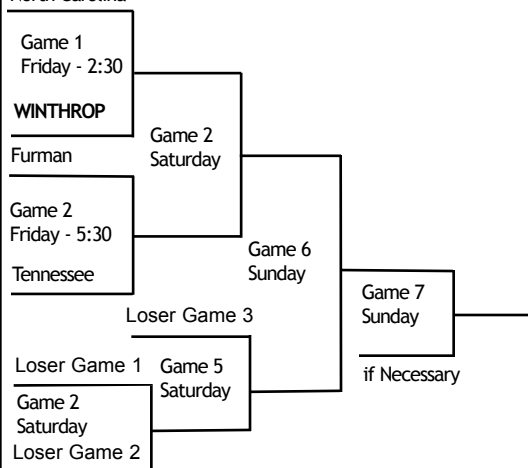 North Carolina
Game 1
Friday - 2:30
WINTHROP
Furman
Game 2
Friday - 5:30
Tennessee
Game 2
Saturday
Game 6
Sunday
Loser Game 3
Game 5
Saturday
Loser Game 1
Game 2
Saturday
Loser Game 2
Game 7
Sunday
if Necessary